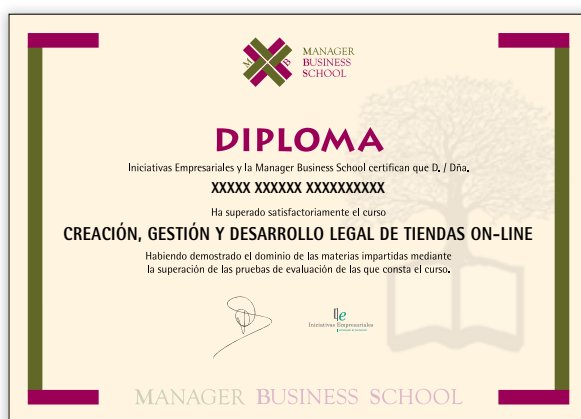 M B
MANAGER
BUSINESS
SCHOOL
DIPLOMA
Iniciativas Empresariales y la Manager Business School certifican que D. / Dña.
XXXXX XXXXXX XXXXXXXXXX
Ha superado satisfactoriamente el curso
CREACIÓN, GESTIÓN Y DESARROLLO LEGAL DE TIENDAS ON-LINE
Habiendo demostrado el dominio de las materias impartidas mediante
la superación de las pruebas de evaluación de las que consta el curso.
Ie
Iniciativas Empresariales
MANAGER BUSINESS SCHOOL